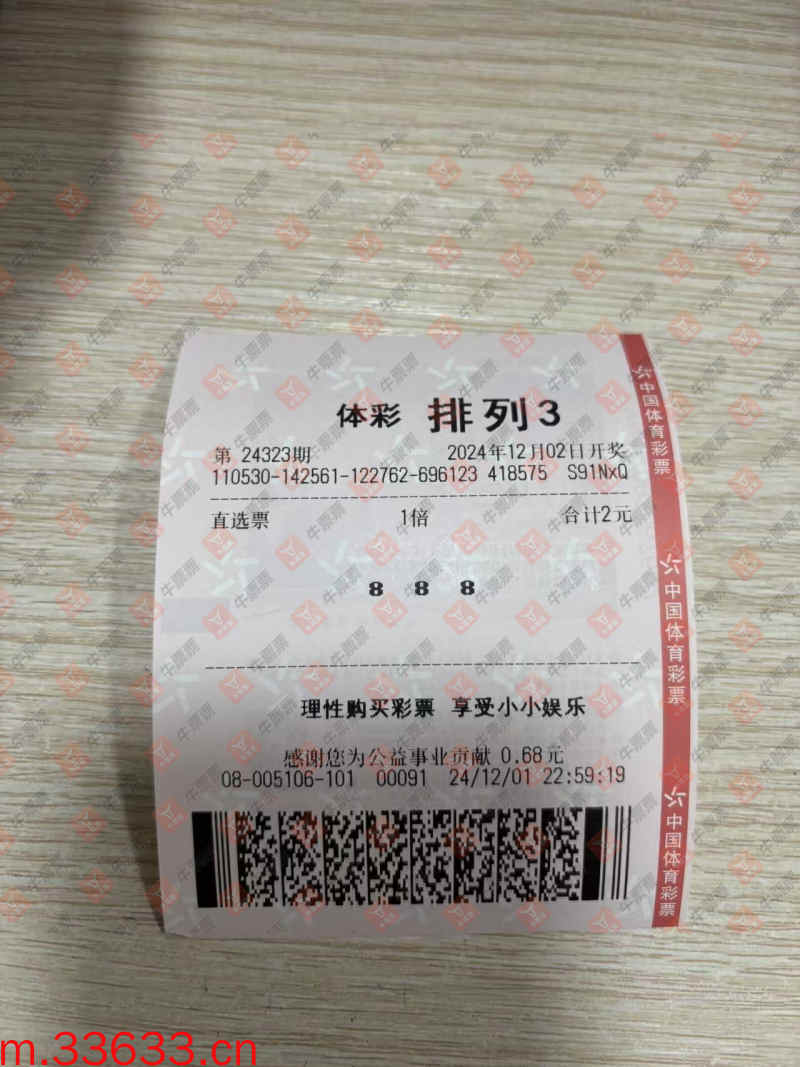 体彩 排列3
第 24323期 2024年12月02日开奖
110530-142561-122762-696123 418575 S91NxQ
直选票 1倍 合计2元
8 8 8
理性购买彩票 享受小小娱乐
感谢您为公益事业贡献 0.68元
08-005106-101 00091 24/12/01 22:59:19
中国体育彩票
中国体育彩票
中国体育彩票
牛票票
m.33633.cn